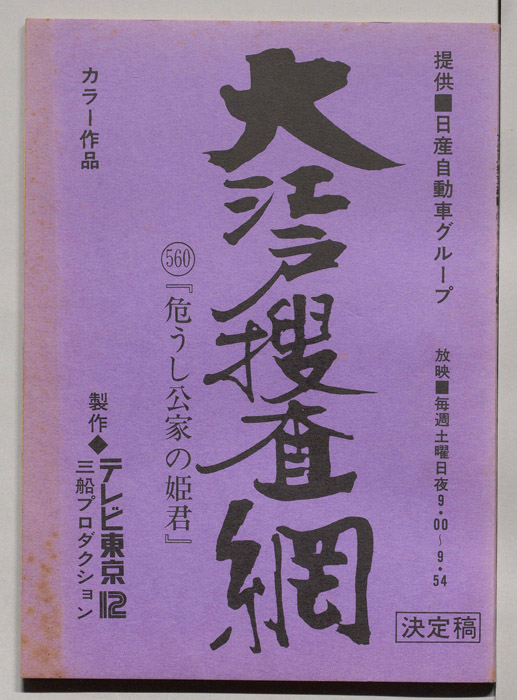 提供■日産自動車グループ
放映■毎週土曜日夜9・00〜9・54
大江戸捜査網
560
『危うし公家の姫君』
カラー作品
製作◆テレビ東京12
三船プロダクション
決定稿